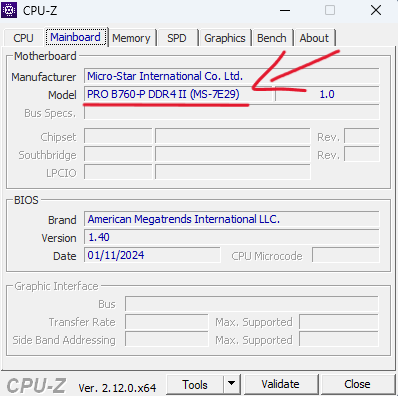 CPU-Z
CPU Mainboard Memory SPD Graphics Bench About
Motherboard
Manufacturer Micro-Star International Co. Ltd.
Model PRO B760-P DDR4 II (MS-7E29) 1.0
Bus Specs.
Chipset Rev.
Southbridge Rev.
LPCIO
BIOS
Brand American Megatrends International LLC.
Version 1.40
Date 01/11/2024 CPU Microcode
Graphic Interface
Bus
Transfer Rate Max. Supported
Side Band Addressing Max. Supported
CPU-Z Ver. 2.12.0.x64 Tools Validate Close